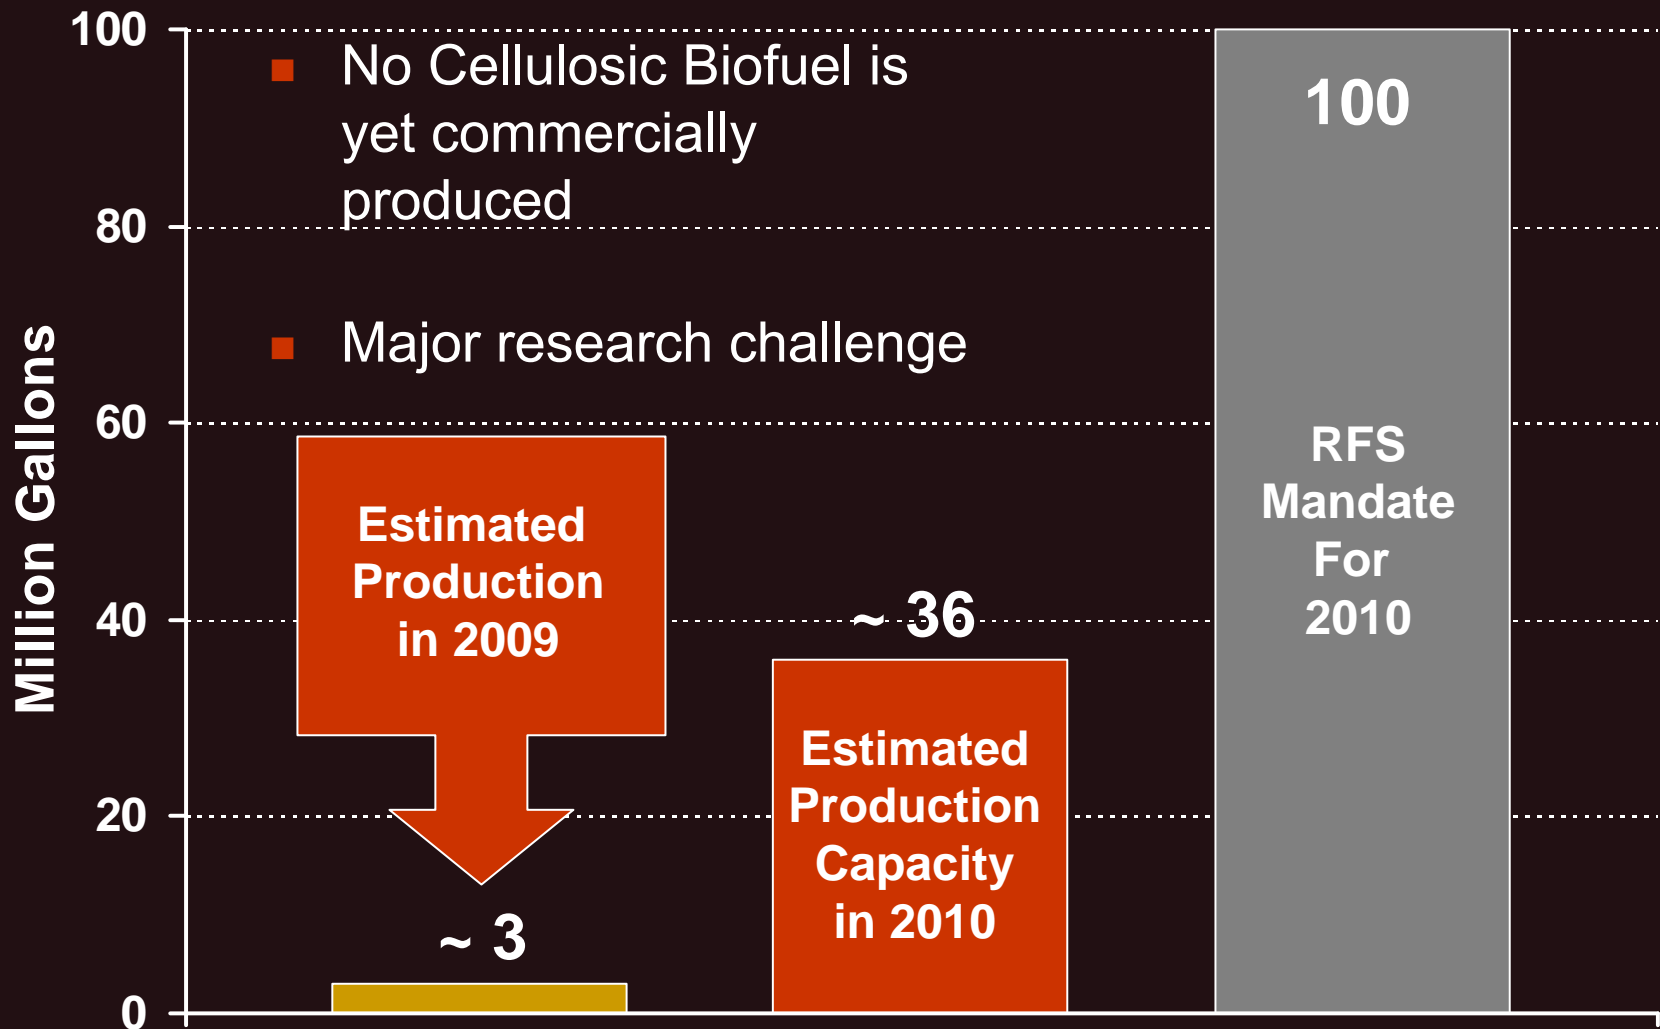 No Cellulosic Biofuel is
yet commercially
produced
Major research challenge
Million Gallons
100
80
60
40
20
0
Estimated
Production
in 2009
~ 3
~ 36
Estimated
Production
Capacity
in 2010
100
RFS
Mandate
For
2010